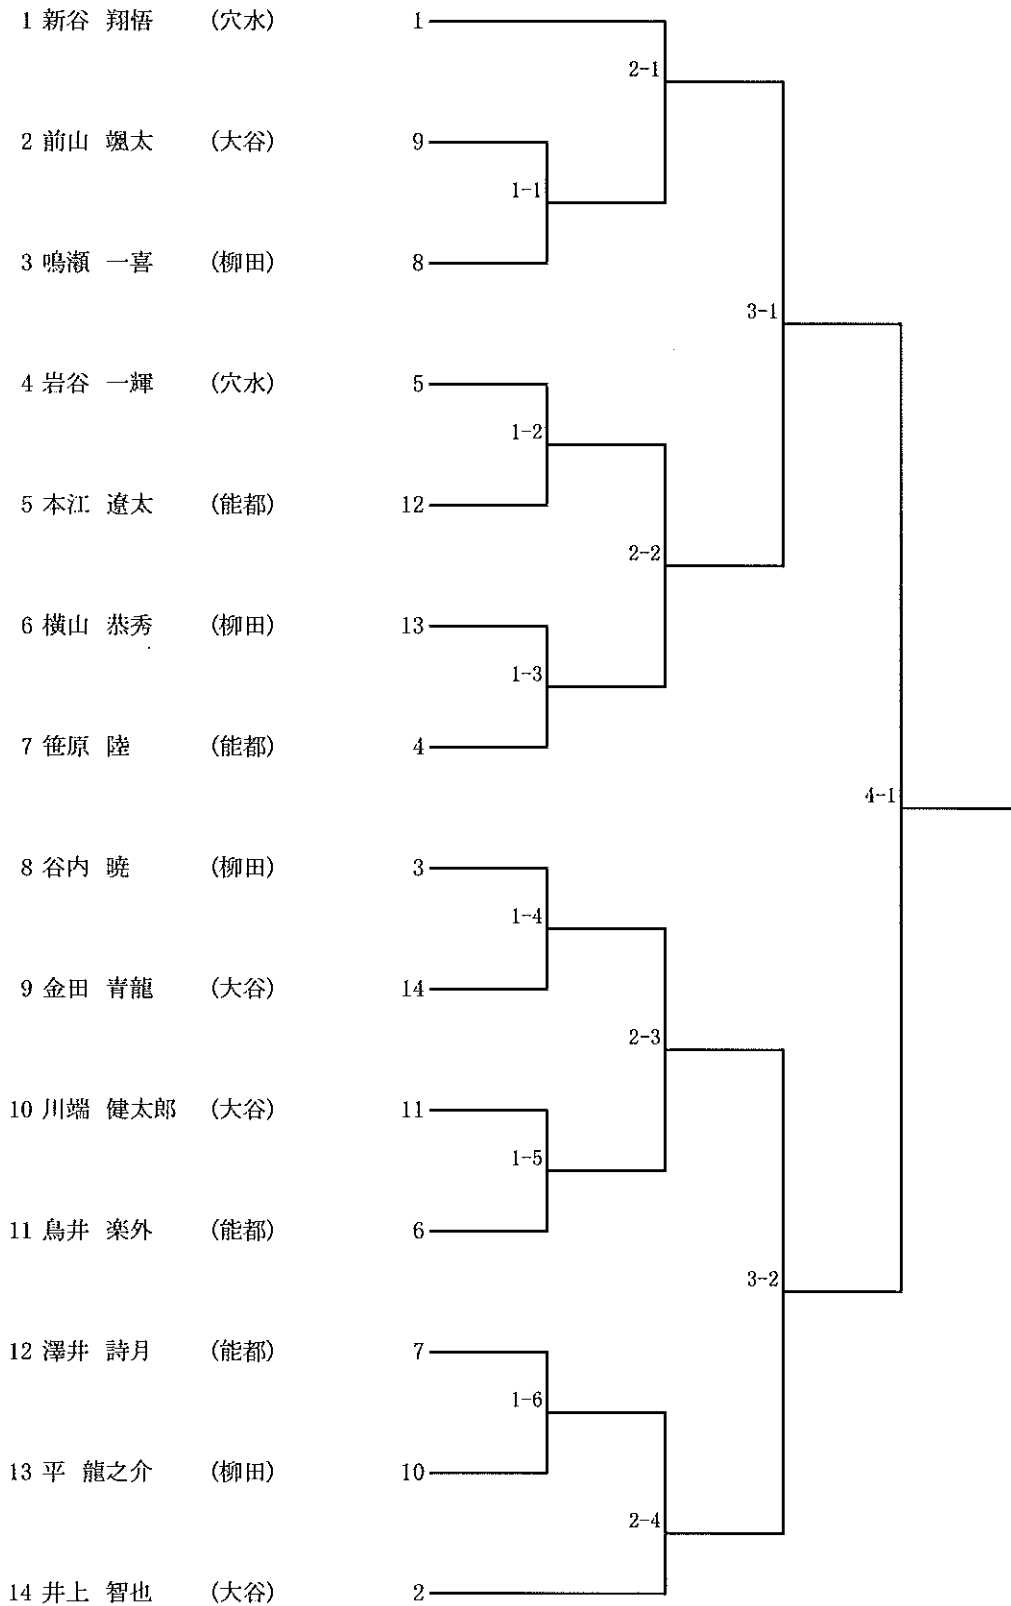 1 新谷 翔悟 (穴水) 1
2-1
2 前山 颯太 (大谷) 9
1-1
3 鳴瀬 一喜 (柳田) 8
3-1
4 岩谷 一輝 (穴水) 5
1-2
5 本江 遼太 (能都) 12
2-2
6 横山 恭秀 (柳田) 13
1-3
7 笹原 陸 (能都) 4
4-1
8 谷内 暁 (柳田) 3
1-4
9 金田 青龍 (大谷) 14
2-3
10 川端 健太郎 (大谷) 11
1-5
11 鳥井 楽外 (能都) 6
3-2
12 澤井 詩月 (能都) 7
1-6
13 平 龍之介 (柳田) 10
2-4
14 井上 智也 (大谷) 2